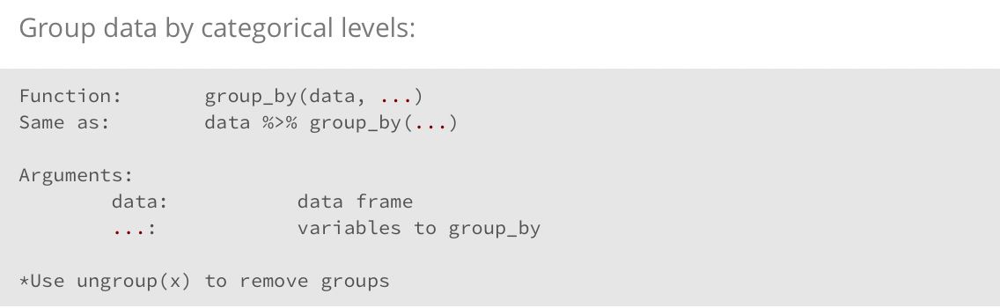 Group data by categorical levels:
Function: group_by(data, ...)
Same as: data %>% group_by(...)
Arguments:
data: data frame
...: variables to group_by
*Use ungroup(x) to remove groups